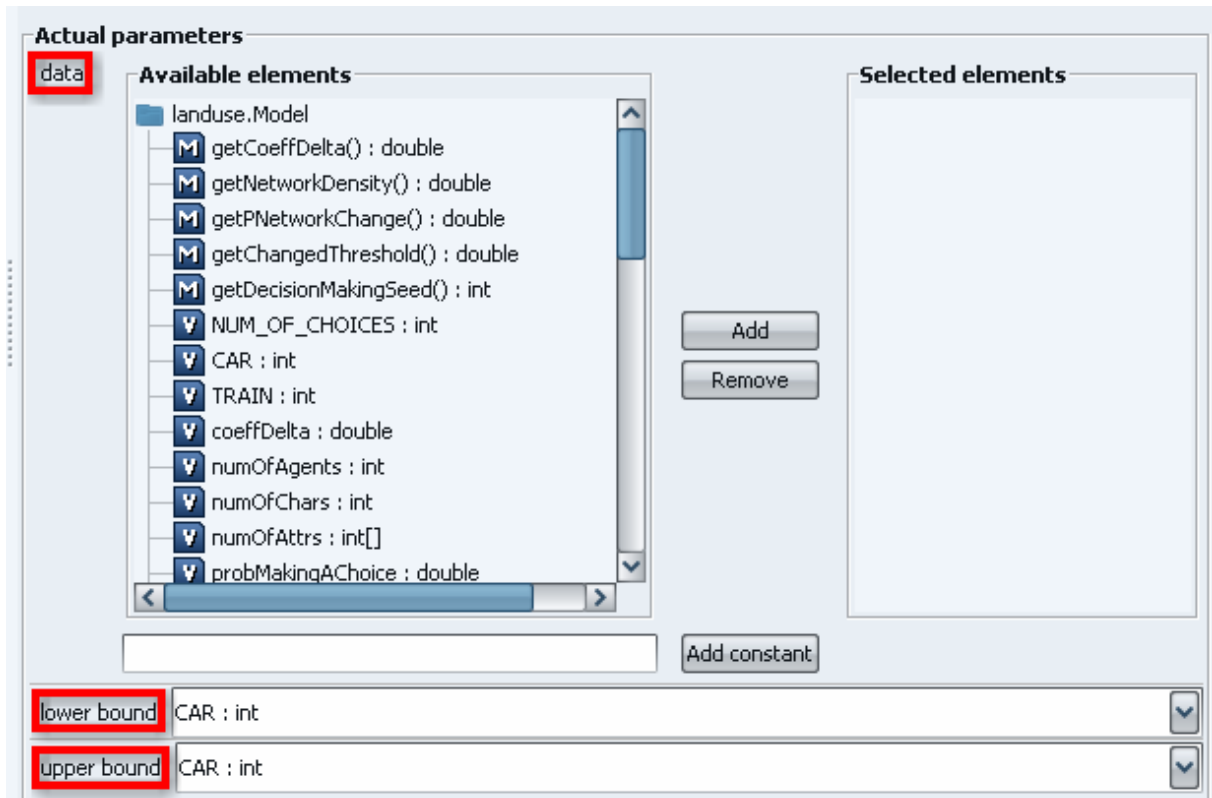 Actual parameters
data
Available elements
Selected elements
landuse.Model
M getCoeffDelta() : double
M getNetworkDensity() : double
M getPNetworkChange() : double
M getChangedThreshold() : double
M getDecisionMakingSeed() : int
V NUM_OF_CHOICES : int
V CAR : int
V TRAIN : int
V coeffDelta : double
V numOfAgents : int
V numOfChars : int
V numOfAttrs : int[]
V probMakingAChoice : double
Add
Remove
Add constant
lower bound CAR : int
upper bound CAR : int